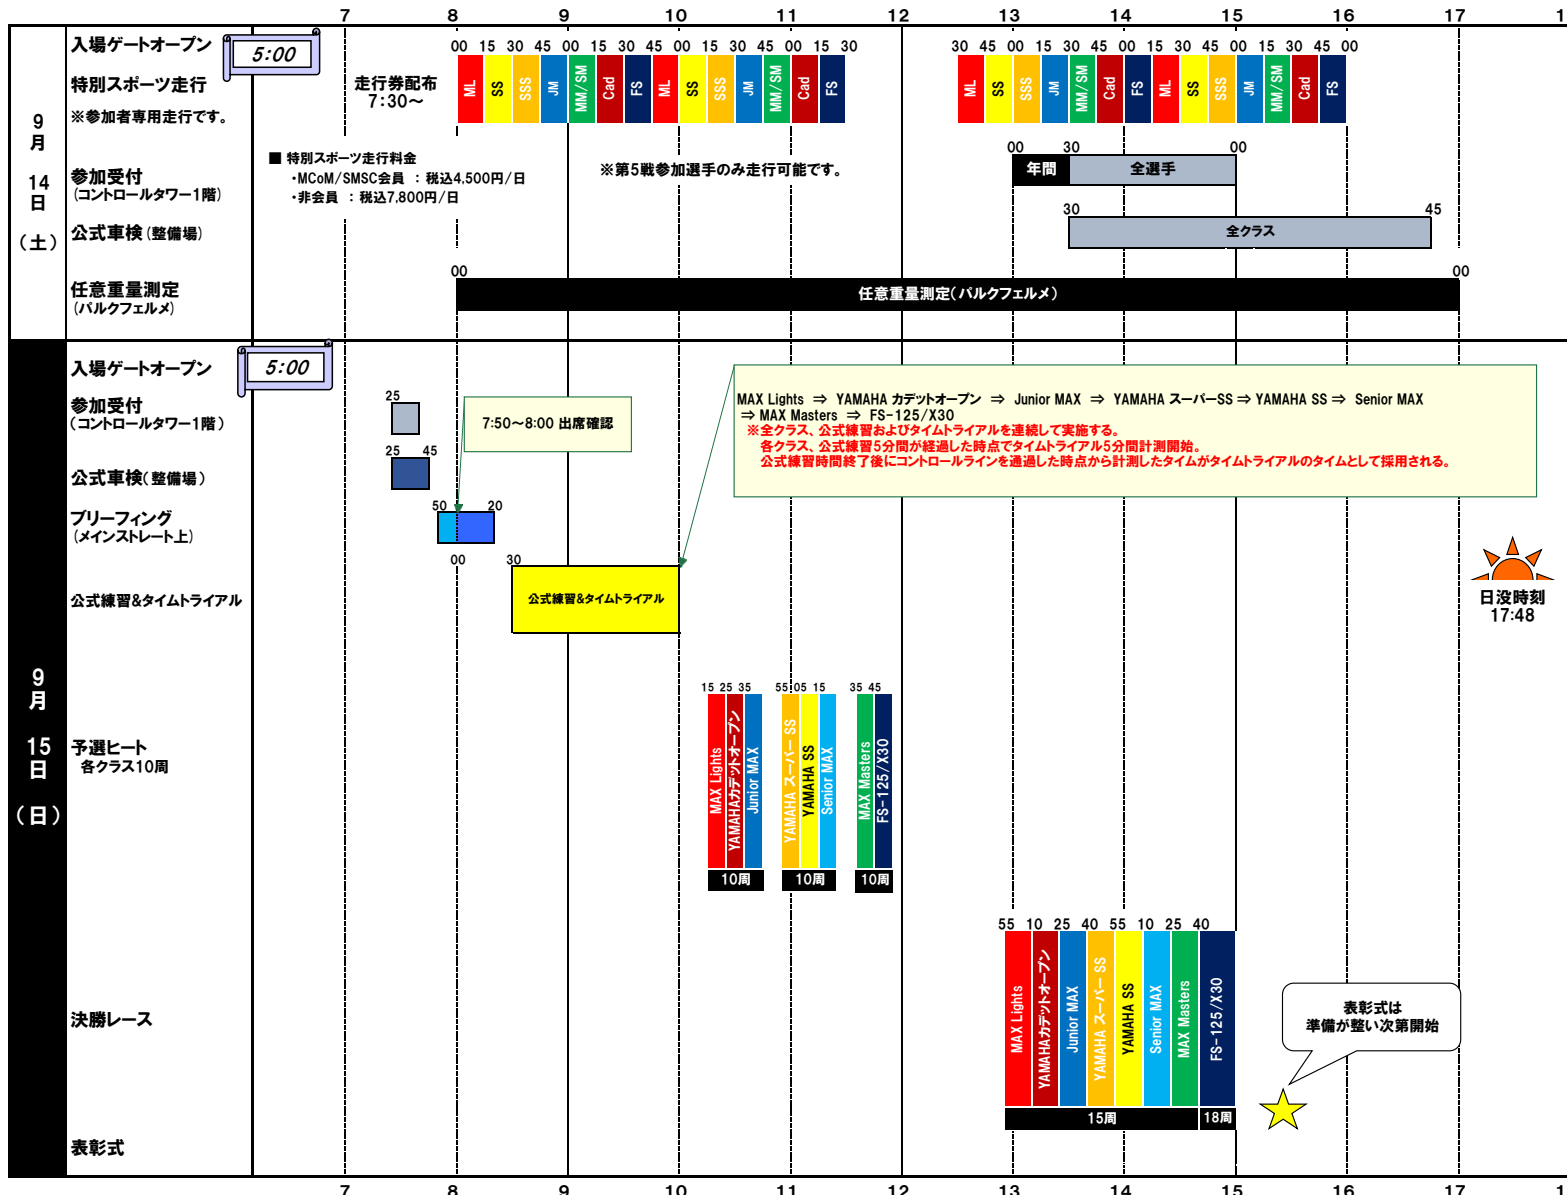 7 8 9 10 11 12 13 14 15 16 17 1
9月14日（土）
入場ゲートオープン
5:00
特別スポーツ走行
※参加者専用走行です。
走行券配布
7:30～
00 15 30 45 00 15 30 45 00 15 30 45 00 15 30
ML SS SSS JM MM/SM Cad FS ML SS SSS JM MM/SM Cad FS
30 45 00 15 30 45 00 15 30 45 00 15 30 45 00
ML SS SSS JM MM/SM Cad FS ML SS SSS JM MM/SM Cad FS
■ 特別スポーツ走行料金
・MCoM/SMSC会員 ： 税込4,500円/日
・非会員 ： 税込7,800円/日
※第5戦参加選手のみ走行可能です。
参加受付
(コントロールタワー1階)
00 30 00
年間 全選手
公式車検 (整備場)
30 45
全クラス
任意重量測定
(パルクフェルメ)
00 00
任意重量測定(パルクフェルメ)
9月15日（日）
入場ゲートオープン
5:00
参加受付
(コントロールタワー1階)
25
7:50～8:00 出席確認
公式車検(整備場)
25 45
ブリーフィング
(メインストレート上)
50 20
00
MAX Lights ⇒ YAMAHA カデットオープン ⇒ Junior MAX ⇒ YAMAHA スーパーSS ⇒ YAMAHA SS ⇒ Senior MAX
⇒ MAX Masters ⇒ FS-125/X30
※全クラス、公式練習およびタイムトライアルを連続して実施する。
各クラス、公式練習5分間が経過した時点でタイムトライアル5分間計測開始。
公式練習時間終了後にコントロールラインを通過した時点から計測したタイムがタイムトライアルのタイムとして採用される。
公式練習&タイムトライアル
30
公式練習&タイムトライアル
日没時刻
17:48
予選ヒート
各クラス10周
15 25 35 55 05 15 35 45
MAX Lights
YAMAHAカデットオープン
Junior MAX
YAMAHA スーパー SS
YAMAHA SS
Senior MAX
MAX Masters
FS-125/X30
10周 10周 10周
決勝レース
55 10 25 40 55 10 25 40
MAX Lights
YAMAHAカデットオープン
Junior MAX
YAMAHA スーパー SS
YAMAHA SS
Senior MAX
MAX Masters
FS-125/X30
15周 18周
表彰式は
準備が整い次第開始
表彰式
7 8 9 10 11 12 13 14 15 16 17 1